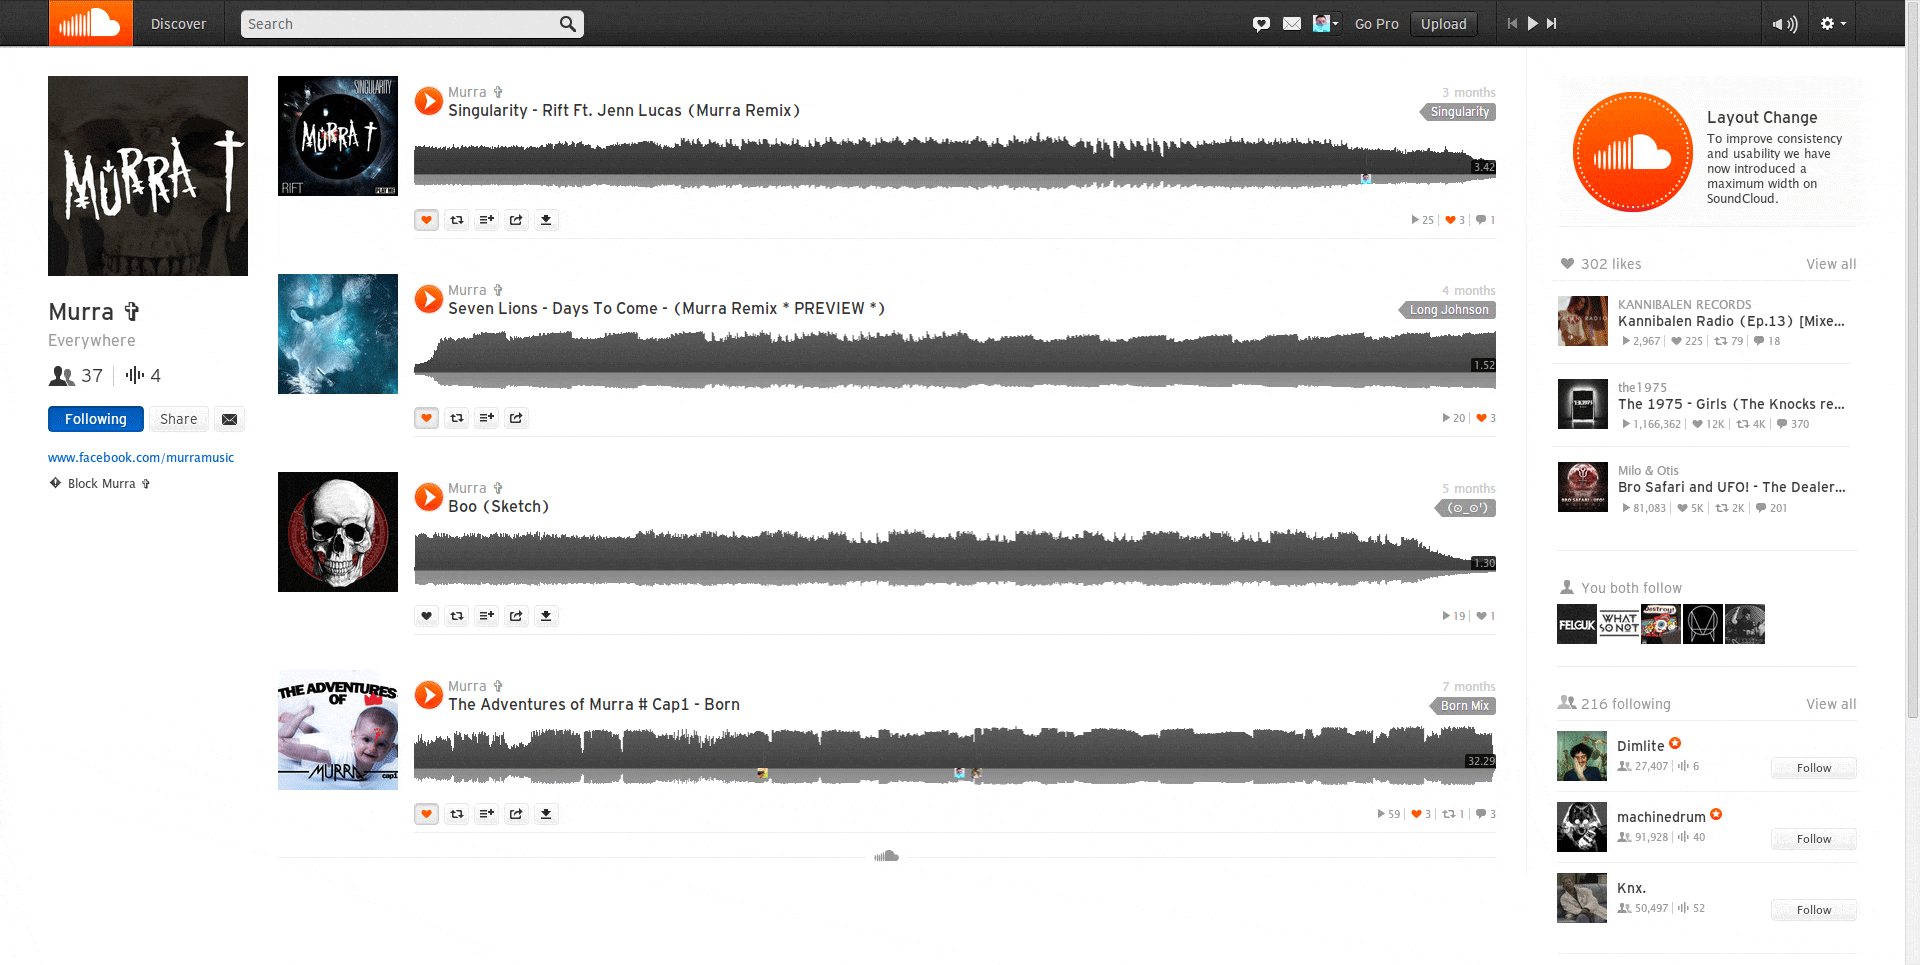 Discover
Search
Go Pro
Upload
MURRA †
Murra ✞
Everywhere
37
4
Following
Share
www.facebook.com/murramusic
Block Murra ✞
SINGULARITY
MURRA †
RIFT
PLAY ME
Murra ✞
3 months
Singularity - Rift Ft. Jenn Lucas (Murra Remix)
Singularity
3.42
25
3
1
Murra ✞
4 months
Seven Lions - Days To Come - (Murra Remix * PREVIEW *)
Long Johnson
1.52
20
3
Murra ✞
5 months
Boo (Sketch)
(ʘ_ʘ')
1.30
19
1
THE ADVENTURES
OF
MURRA
cap1
Murra ✞
7 months
The Adventures of Murra # Cap1 - Born
Born Mix
32.29
59
3
1
3
Layout Change
To improve consistency
and usability we have
now introduced a
maximum width on
SoundCloud.
302 likes
View all
KANNIBALEN RECORDS
Kannibalen Radio (Ep.13) [Mixe...
2,967
225
79
18
the1975
The 1975 - Girls (The Knocks re...
1,166,362
12K
4K
370
Milo & Otis
Bro Safari and UFO! - The Dealer...
81,083
5K
2K
201
You both follow
FELGUK
WHAT
SO NOT
Destroy!
216 following
View all
Dimlite
27,407
6
Follow
machinedrum
91,928
40
Follow
Knx.
50,497
52
Follow